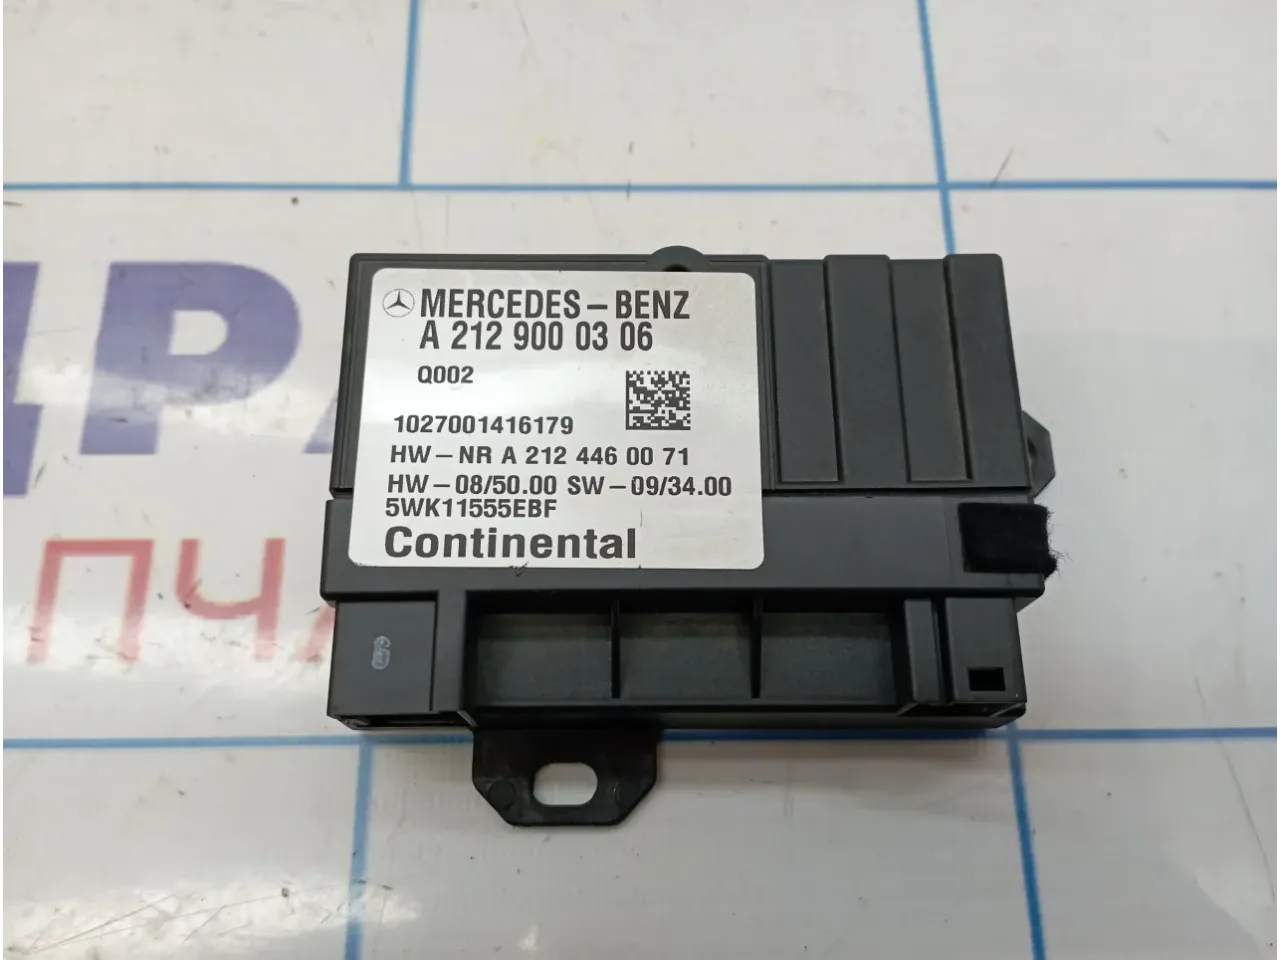 MERCEDES-BENZ
A 212 900 03 06
Q002
1027001416179
HW-NR A 212 446 00 71
HW-08/50.00 SW-09/34.00
5WK11555EBF
Continental